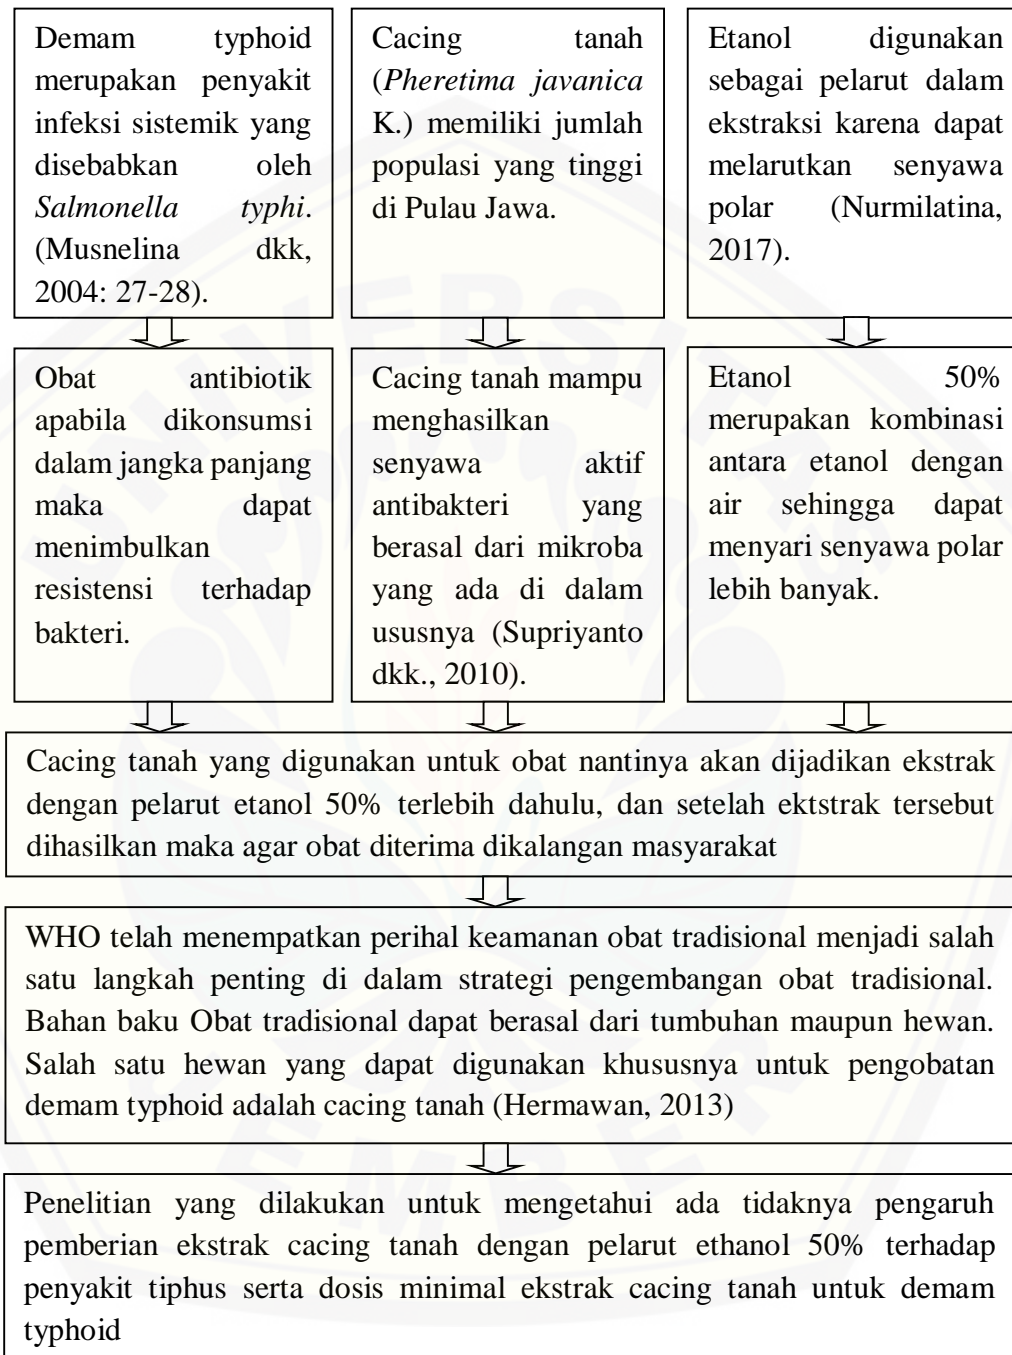 Demam typhoid
merupakan penyakit
infeksi sistemik yang
disebabkan oleh
Salmonella typhi.
(Musnelina dkk,
2004: 27-28).
Cacing tanah
(Pheretima javanica
K.) memiliki jumlah
populasi yang tinggi
di Pulau Jawa.
Etanol digunakan
sebagai pelarut dalam
ekstraksi karena dapat
melarutkan senyawa
polar (Nurmilatina,
2017).
Obat antibiotik
apabila dikonsumsi
dalam jangka panjang
maka dapat
menimbulkan
resistensi terhadap
bakteri.
Cacing tanah mampu
menghasilkan
senyawa aktif
antibakteri yang
berasal dari mikroba
yang ada di dalam
ususnya (Supriyanto
dkk., 2010).
Etanol 50%
merupakan kombinasi
antara etanol dengan
air sehingga dapat
menyari senyawa polar
lebih banyak.
Cacing tanah yang digunakan untuk obat nantinya akan dijadikan ekstrak
dengan pelarut etanol 50% terlebih dahulu, dan setelah ektstrak tersebut
dihasilkan maka agar obat diterima dikalangan masyarakat
WHO telah menempatkan perihal keamanan obat tradisional menjadi salah
satu langkah penting di dalam strategi pengembangan obat tradisional.
Bahan baku Obat tradisional dapat berasal dari tumbuhan maupun hewan.
Salah satu hewan yang dapat digunakan khususnya untuk pengobatan
demam typhoid adalah cacing tanah (Hermawan, 2013)
Penelitian yang dilakukan untuk mengetahui ada tidaknya pengaruh
pemberian ekstrak cacing tanah dengan pelarut ethanol 50% terhadap
penyakit tiphus serta dosis minimal ekstrak cacing tanah untuk demam
typhoid
UNIVERSITAS
JEMBER